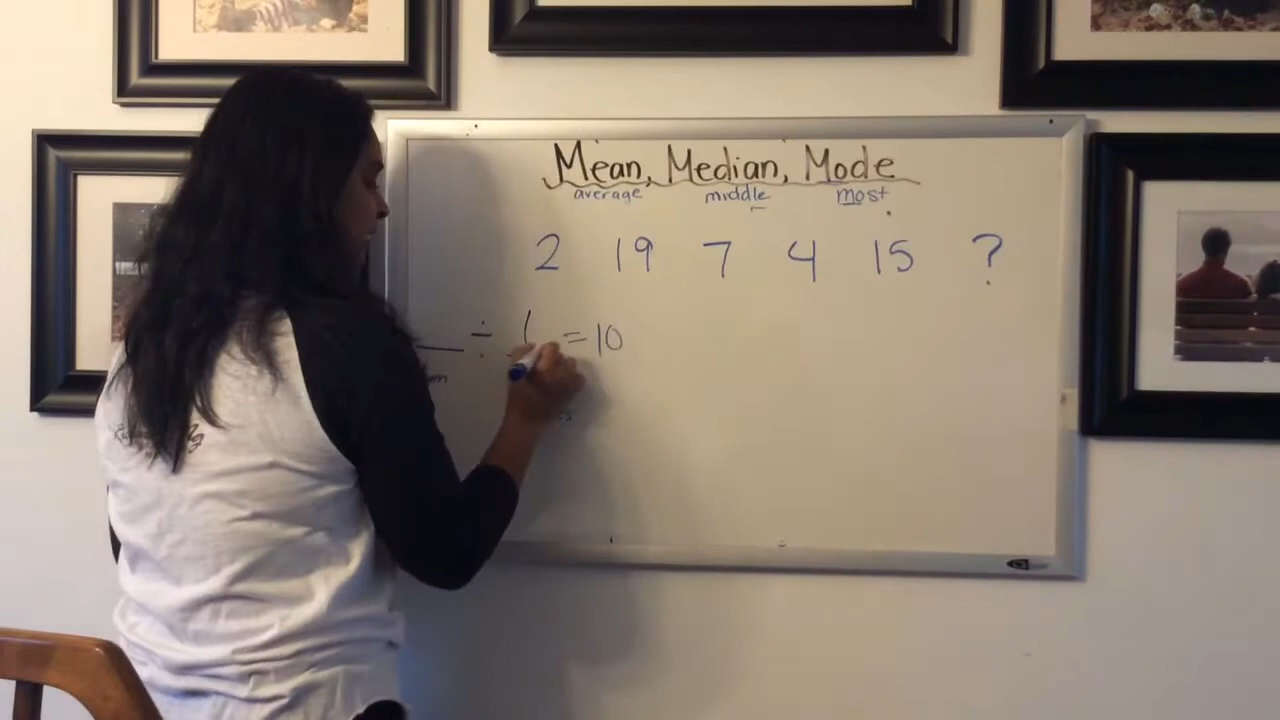 Mean, Median, Mode
average middle most
2 19 7 4 15 ?
÷ = 10